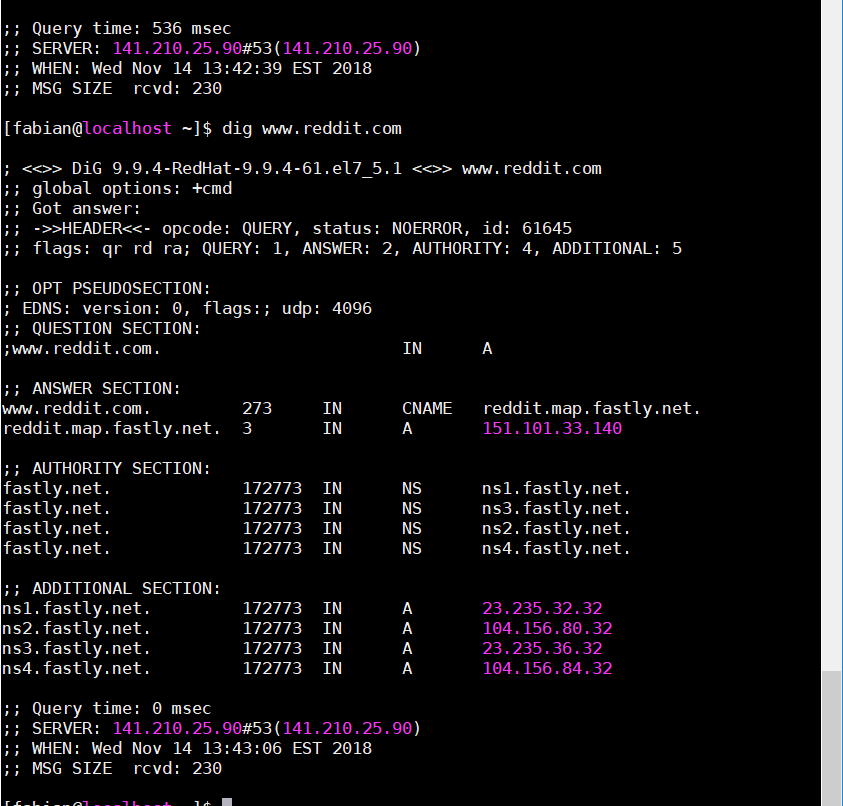 ;; Query time: 536 msec
;; SERVER: 141.210.25.90#53(141.210.25.90)
;; WHEN: Wed Nov 14 13:42:39 EST 2018
;; MSG SIZE  rcvd: 230
[fabian@localhost ~]$ dig www.reddit.com
; <<>> DiG 9.9.4-RedHat-9.9.4-61.el7_5.1 <<>> www.reddit.com
;; global options: +cmd
;; Got answer:
;; ->>HEADER<<- opcode: QUERY, status: NOERROR, id: 61645
;; flags: qr rd ra; QUERY: 1, ANSWER: 2, AUTHORITY: 4, ADDITIONAL: 5
;; OPT PSEUDOSECTION:
; EDNS: version: 0, flags:; udp: 4096
;; QUESTION SECTION:
;www.reddit.com.                        IN      A
;; ANSWER SECTION:
www.reddit.com.         273     IN      CNAME   reddit.map.fastly.net.
reddit.map.fastly.net.  3       IN      A       151.101.33.140
;; AUTHORITY SECTION:
fastly.net.             172773  IN      NS      ns1.fastly.net.
fastly.net.             172773  IN      NS      ns3.fastly.net.
fastly.net.             172773  IN      NS      ns2.fastly.net.
fastly.net.             172773  IN      NS      ns4.fastly.net.
;; ADDITIONAL SECTION:
ns1.fastly.net.         172773  IN      A       23.235.32.32
ns2.fastly.net.         172773  IN      A       104.156.80.32
ns3.fastly.net.         172773  IN      A       23.235.36.32
ns4.fastly.net.         172773  IN      A       104.156.84.32
;; Query time: 0 msec
;; SERVER: 141.210.25.90#53(141.210.25.90)
;; WHEN: Wed Nov 14 13:43:06 EST 2018
;; MSG SIZE  rcvd: 230
[fabian@localhost ~]$